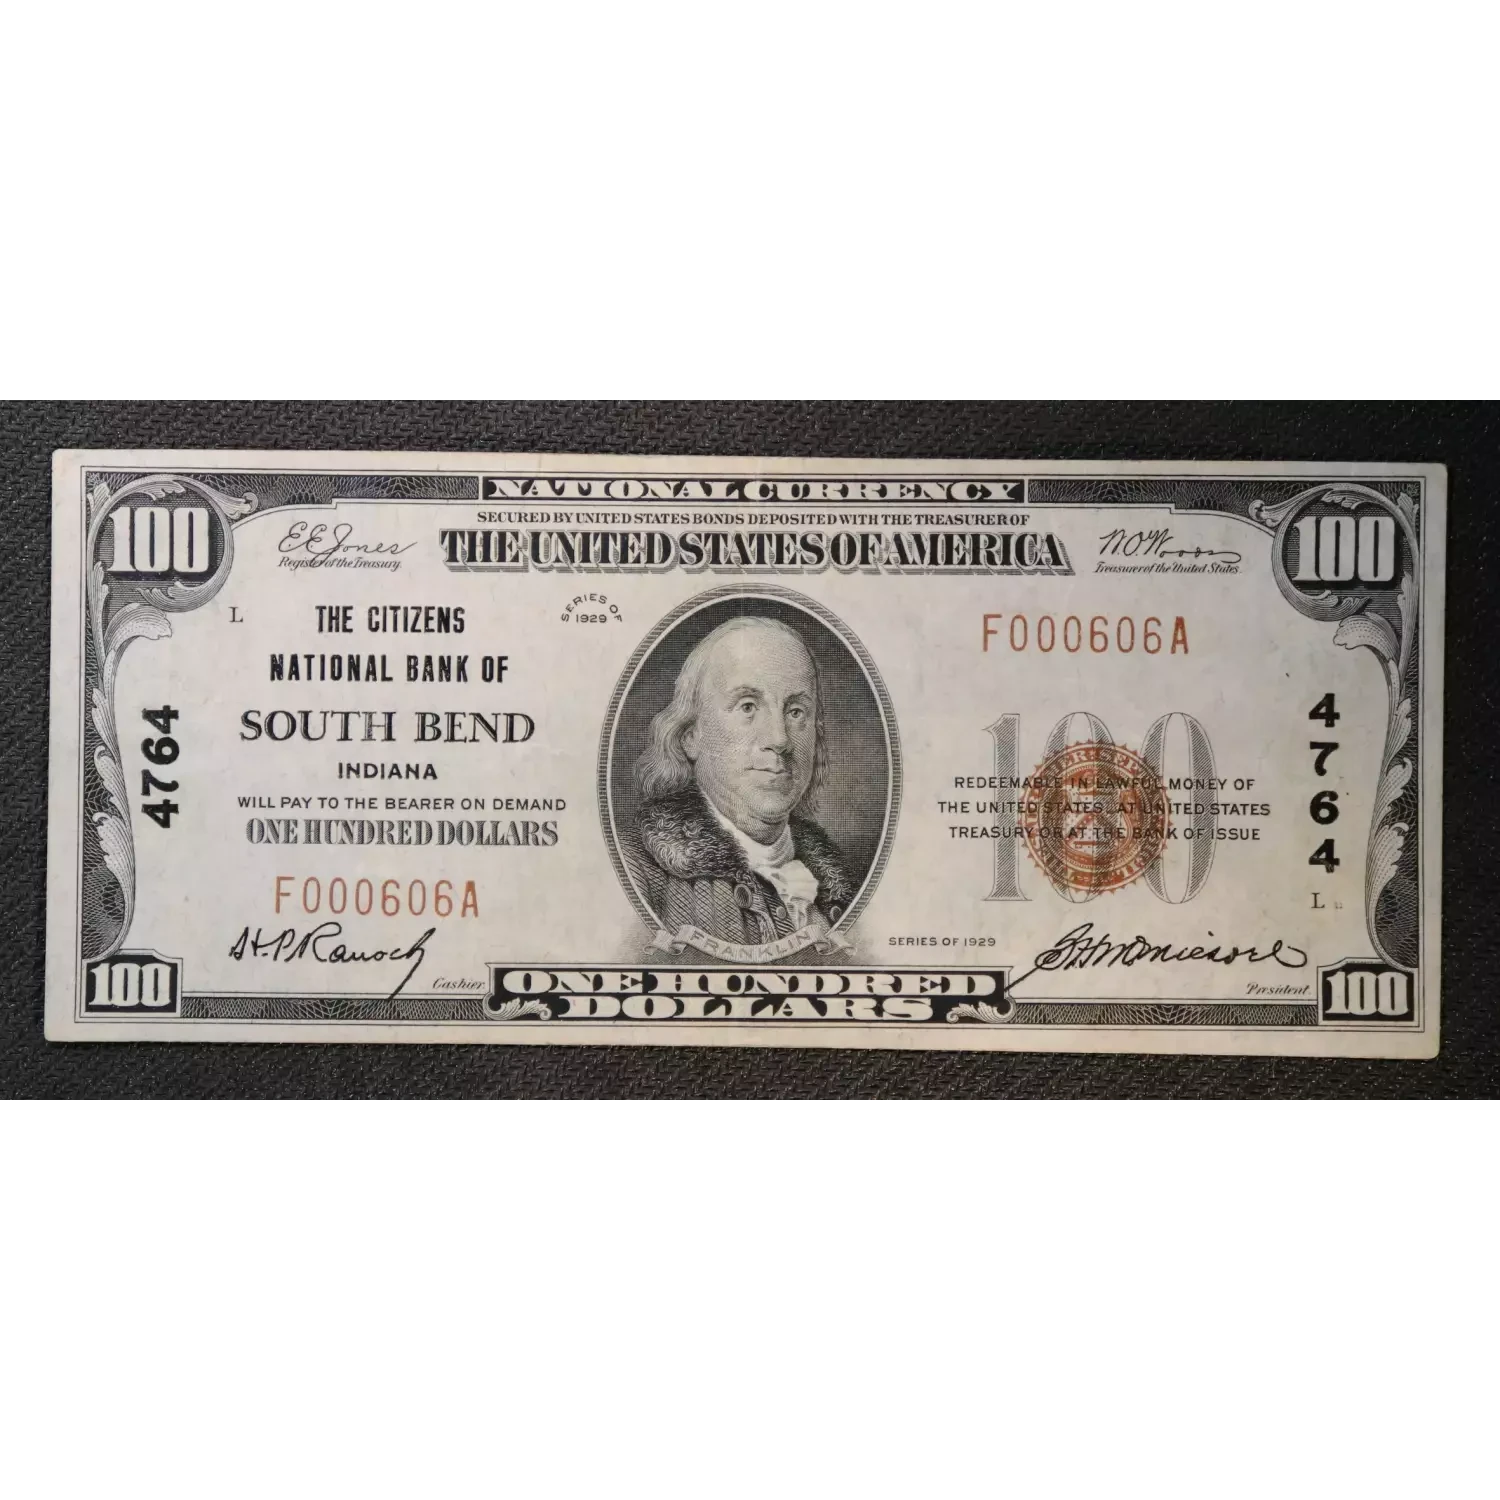 NATIONAL CURRENCY
SECURED BY UNITED STATES BONDS DEPOSITED WITH THE TREASURER OF
THE UNITED STATES OF AMERICA
100
100
E E Jones
Register of the Treasury.
W.O. Woods
Treasurer of the United States.
L
THE CITIZENS
NATIONAL BANK OF
SOUTH BEND
INDIANA
WILL PAY TO THE BEARER ON DEMAND
ONE HUNDRED DOLLARS
SERIES OF
1929
F000606A
4764
4764
100
REDEEMABLE IN LAWFUL MONEY OF
THE UNITED STATES AT UNITED STATES
TREASURY OR AT THE BANK OF ISSUE
F000606A
L
FRANKLIN
SERIES OF 1929
Cashier.
President.
100
ONE HUNDRED
DOLLARS
100